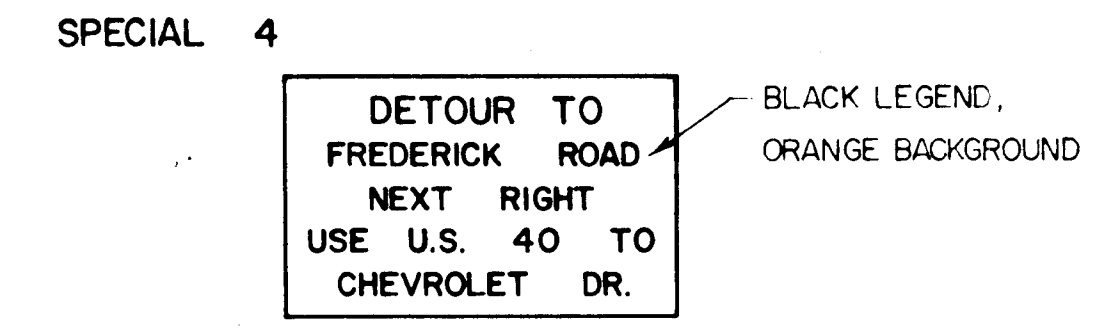 SPECIAL 4
DETOUR TO
FREDERICK ROAD
NEXT RIGHT
USE U.S. 40 TO
CHEVROLET DR.
BLACK LEGEND,
ORANGE BACKGROUND